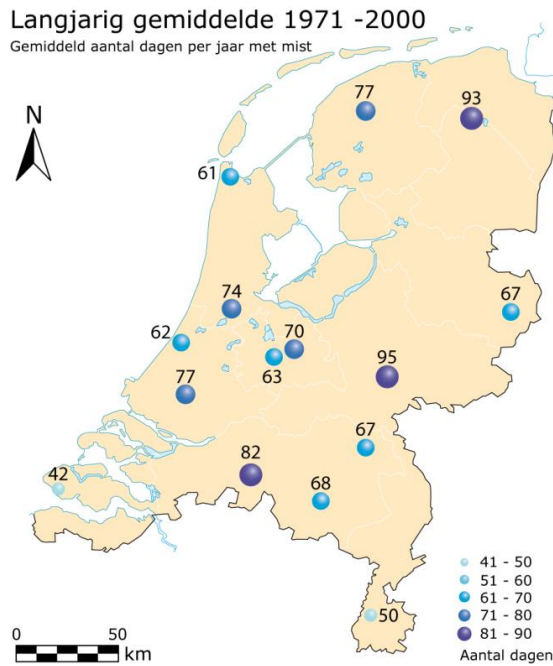 Langjarig gemiddelde 1971 -2000
Gemiddeld aantal dagen per jaar met mist
N
77
93
61
74
67
62
70
63
95
77
67
82
42
68
50
41 - 50
51 - 60
61 - 70
71 - 80
81 - 90
Aantal dagen
0 50
km